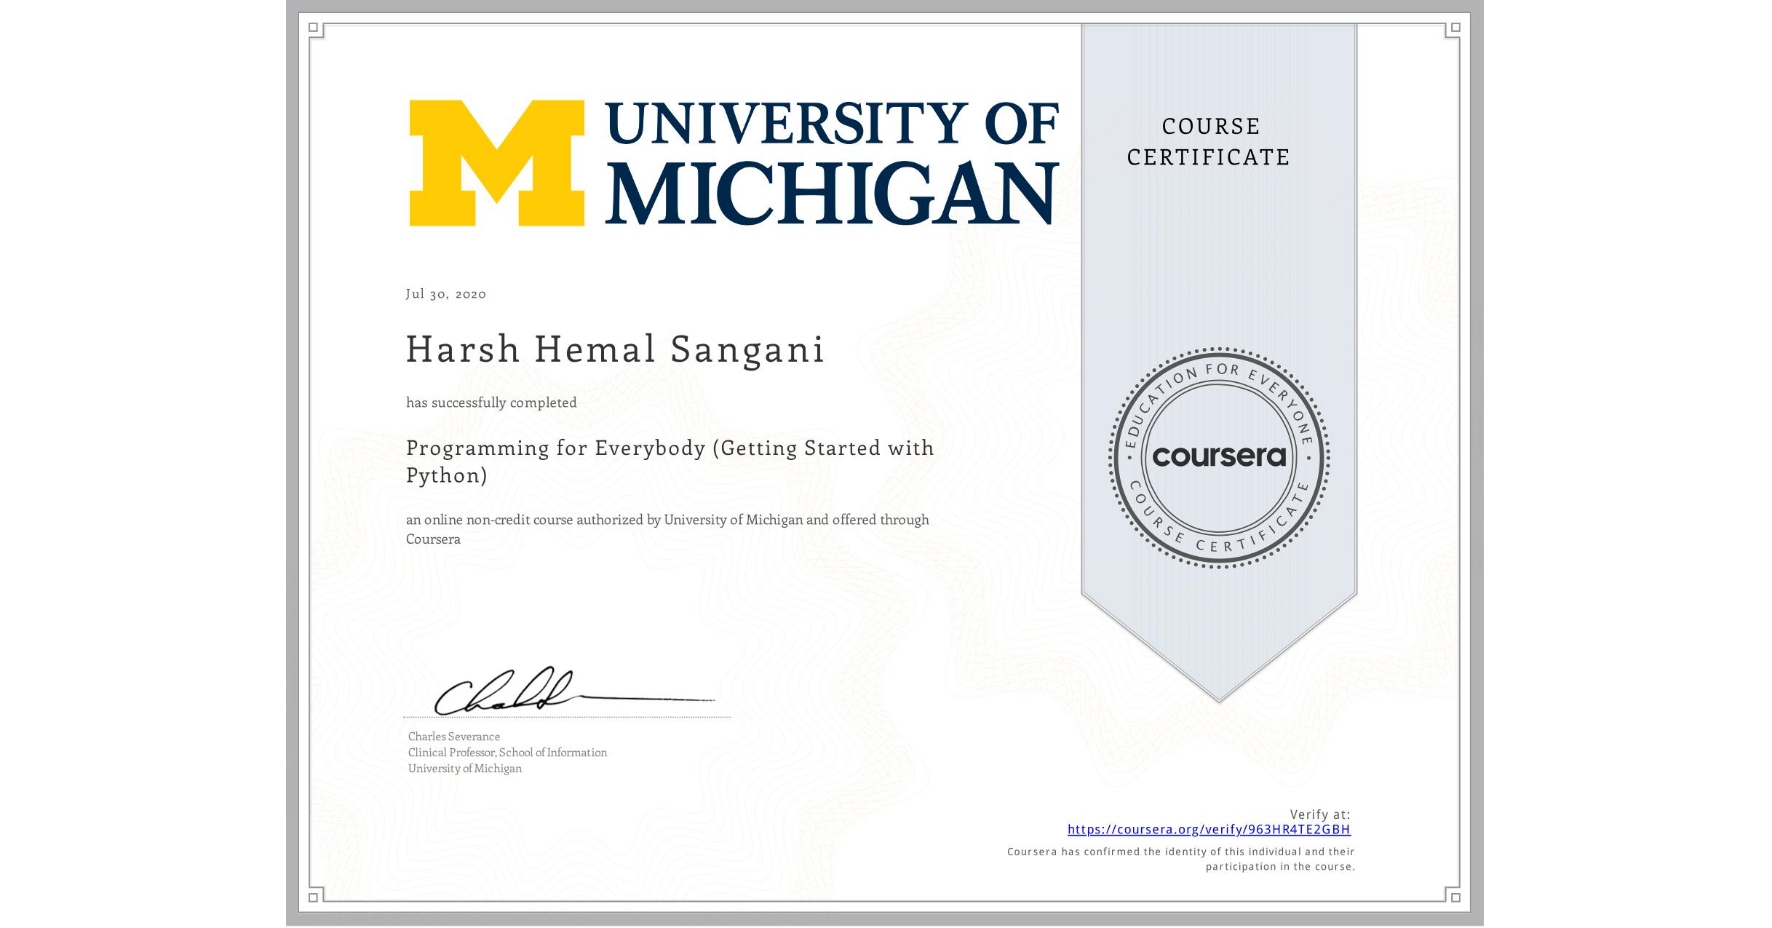 UNIVERSITY OF
MICHIGAN
COURSE
CERTIFICATE
Jul 30, 2020
Harsh Hemal Sangani
has successfully completed
Programming for Everybody (Getting Started with
Python)
an online non-credit course authorized by University of Michigan and offered through
Coursera
EDUCATION FOR EVERYONE
coursera
COURSE CERTIFICATE
Charles Severance
Clinical Professor, School of Information
University of Michigan
Verify at:
https://coursera.org/verify/963HR4TE2GBH
Coursera has confirmed the identity of this individual and their
participation in the course.